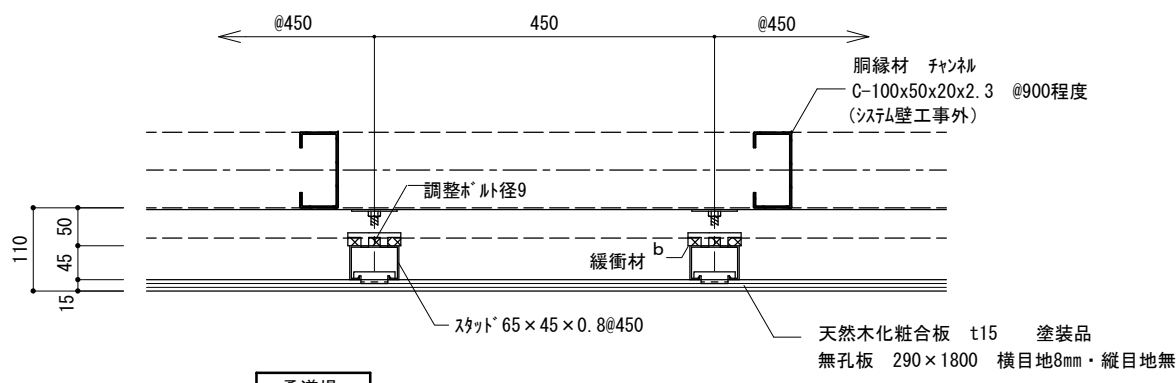 @450
450
@450
胴縁材 チャンネル
C-100x50x20x2.3 @900程度
(システム壁工事外)
調整ボルト径9
110
50
45
15
緩衝材
b
スタッド65×45×0.8@450
天然木化粧合板 t15 塗装品
無孔板 290×1800 横目地8mm・縦目地無